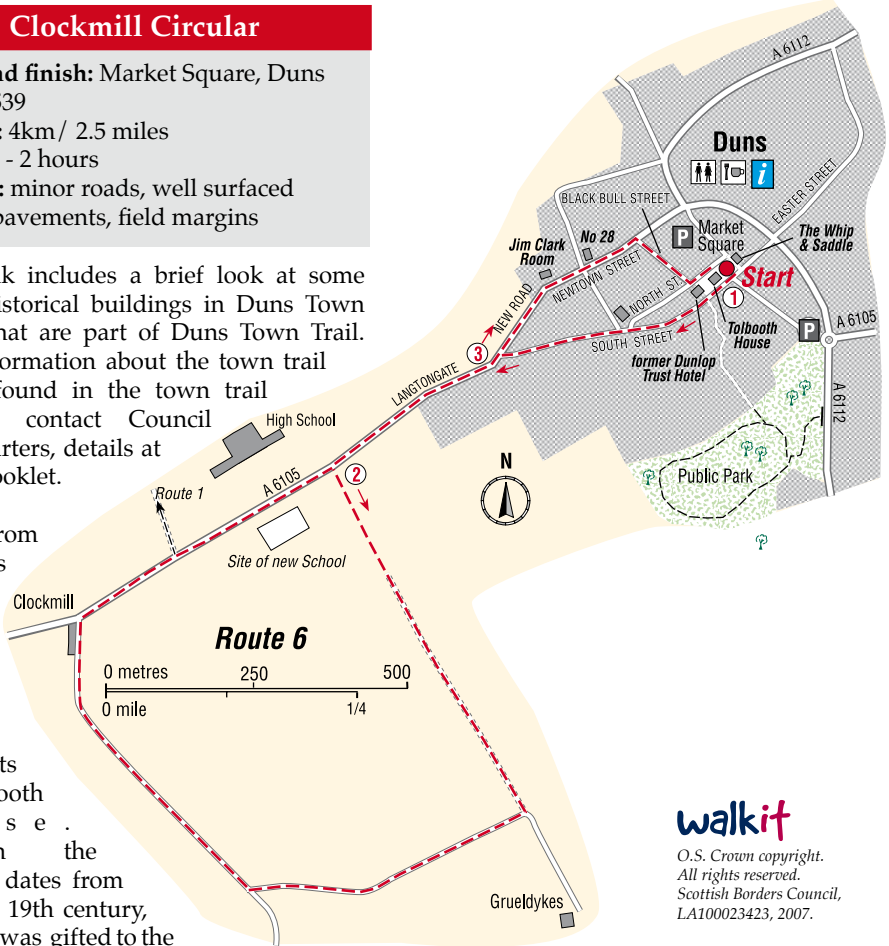 Clockmill Circular
nd finish: Market Square, Duns
639
: 4km/ 2.5 miles
- 2 hours
: minor roads, well surfaced
pavements, field margins
k includes a brief look at some
istorical buildings in Duns Town
hat are part of Duns Town Trail.
ormation about the town trail
found in the town trail
contact Council
rters, details at
ooklet.
rom
s
ts
ooth
s e .
n the
dates from
19th century,
was gifted to the
A 6112
Duns
i
BLACK BULL STREET
EASTER STREET
P
Market
Square
The Whip
& Saddle
No 28
Jim Clark
Room
Start
NEWTOWN STREET
NORTH ST.
1
NEW ROAD
SOUTH STREET
Tolbooth
House
P
A 6105
3
former Dunlop
Trust Hotel
A 6112
LANGTONGATE
High School
Public Park
N
2
A 6105
Route 1
Site of new School
Clockmill
Route 6
0 metres 250 500
0 mile 1/4
Grueldykes
walkit
O.S. Crown copyright.
All rights reserved.
Scottish Borders Council,
LA100023423, 2007.